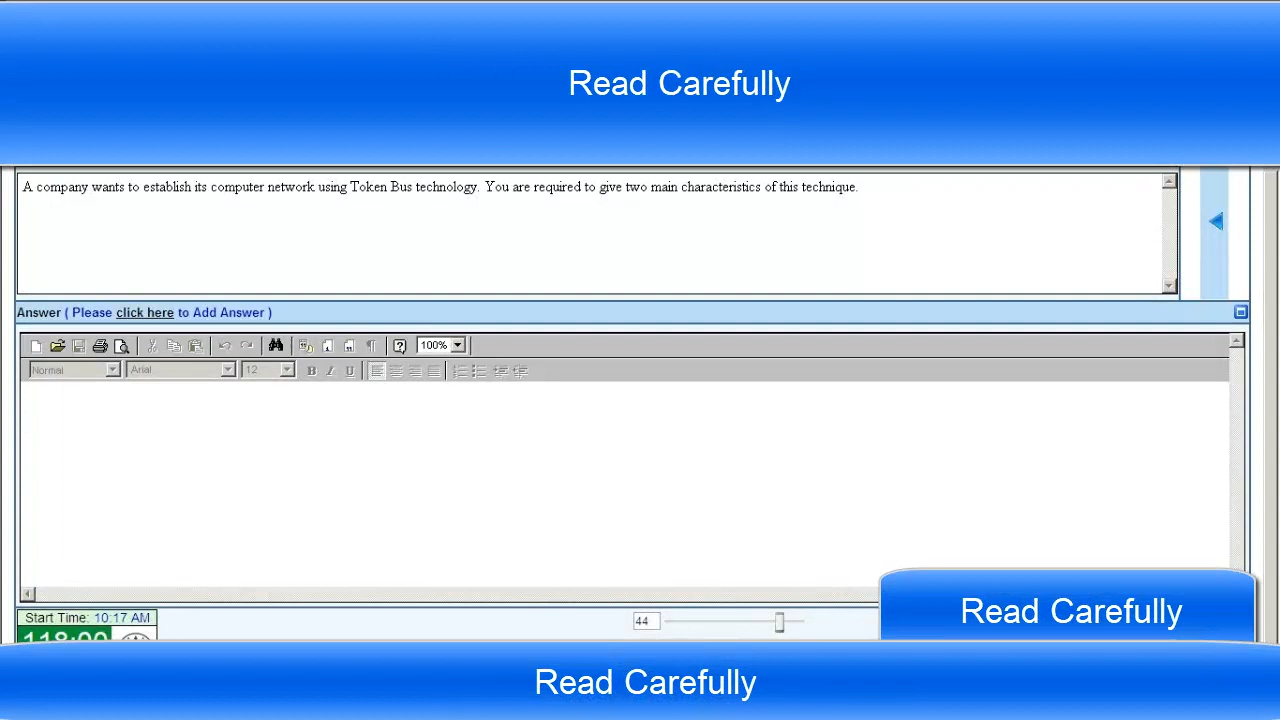 Read Carefully
A company wants to establish its computer network using Token Bus technology. You are required to give two main characteristics of this technique.
Answer ( Please click here to Add Answer )
100%
Normal Arial 12 B I U
Start Time: 10:17 AM
118:00
44
Read Carefully
Read Carefully